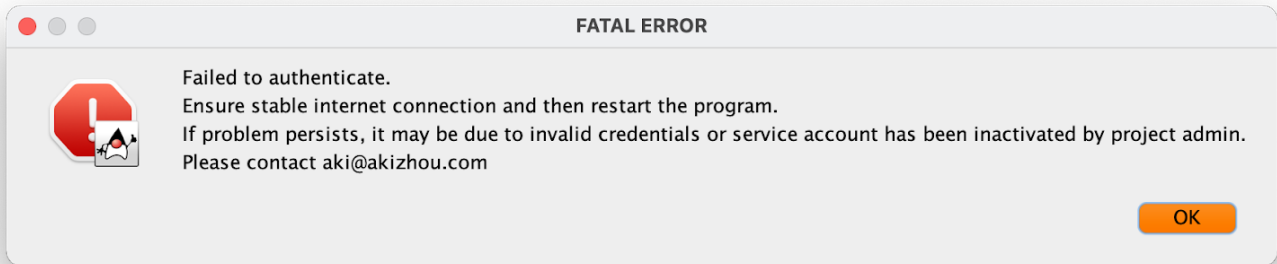 FATAL ERROR
Failed to authenticate.
Ensure stable internet connection and then restart the program.
If problem persists, it may be due to invalid credentials or service account has been inactivated by project admin.
Please contact aki@akizhou.com
OK